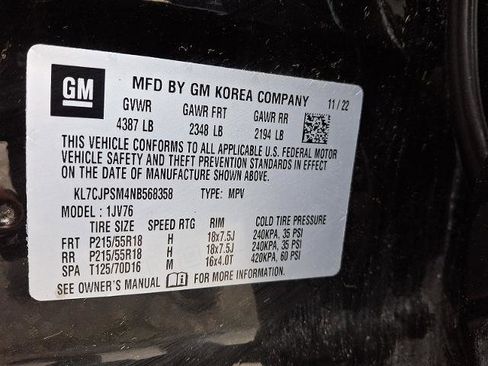 GM
MFD BY GM KOREA COMPANY 11/22
GVWR GAWR FRT GAWR RR
4387 LB 2348 LB 2194 LB
THIS VEHICLE CONFORMS TO ALL APPLICABLE U.S. FEDERAL MOTOR
VEHICLE SAFETY AND THEFT PREVENTION STANDARDS IN EFFECT
ON THE DATE OF MANUFACTURE SHOWN ABOVE.
KL7CJPSM4NB568358 TYPE: MPV
MODEL : 1JV76
TIRE SIZE SPEED RTG RIM COLD TIRE PRESSURE
FRT P215/55R18 H 18x7.5J 240KPA, 35 PSI
RR P215/55R18 H 18x7.5J 240KPA, 35 PSI
SPA T125/70D16 M 16x4.0T 420KPA, 60 PSI
SEE OWNER'S MANUAL FOR MORE INFORMATION.